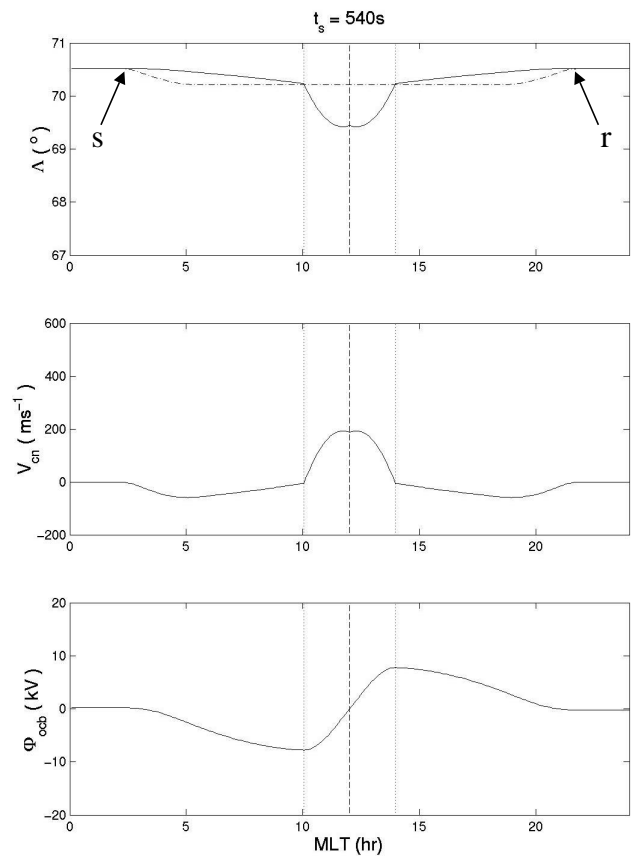 t_s = 540s
71
70
69
68
67
Λ ( ° )
s
r
0 5 10 15 20
600
400
200
0
−200
V_cn ( ms⁻¹ )
0 5 10 15 20
20
10
0
−10
−20
Φ_ocb ( kV )
0 5 10 15 20
MLT (hr)